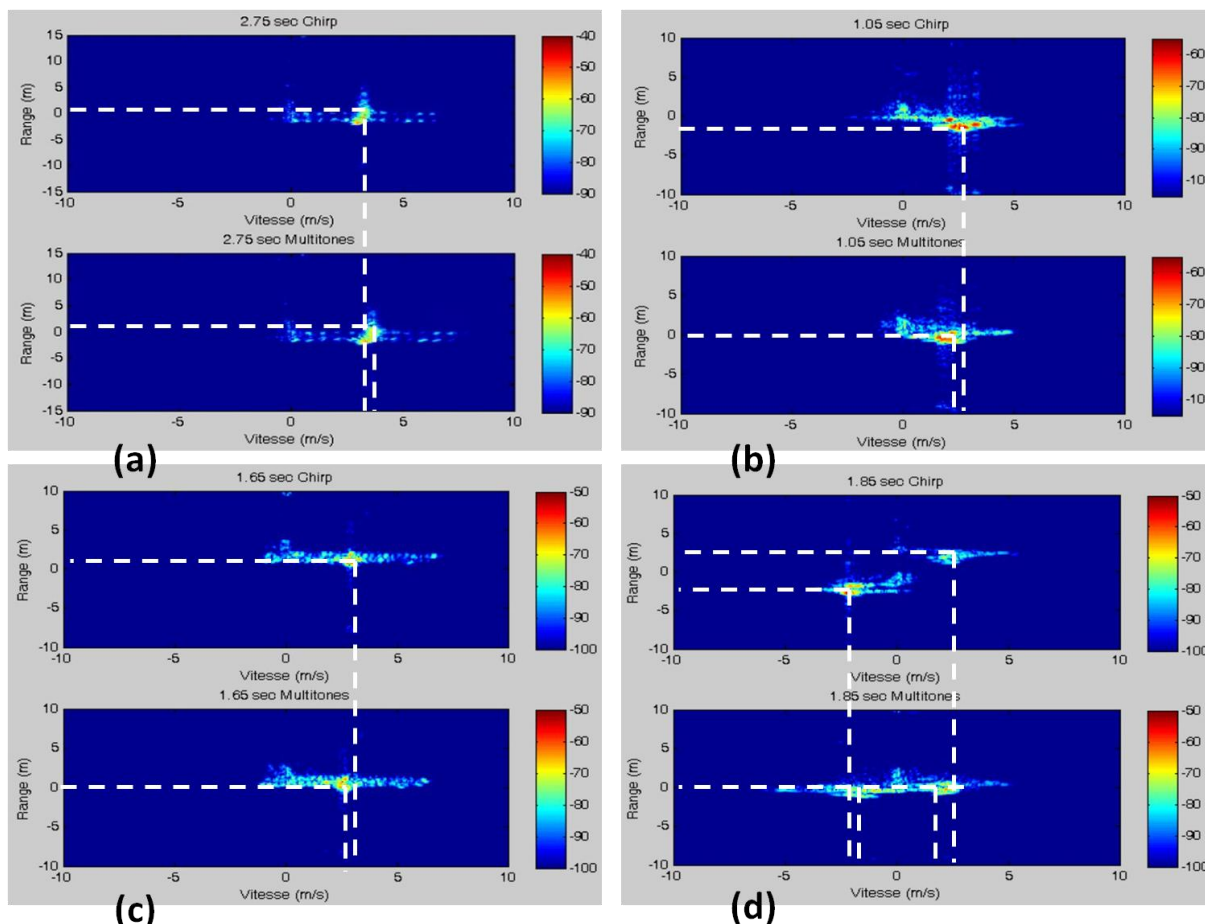 2.75 sec Chirp
15
10
5
0
-5
-10
-15
Range (m)
-10 -5 0 5 10
Vitesse (m/s)
-40
-50
-60
-70
-80
-90
2.75 sec Multitones
15
10
5
0
-5
-10
-15
Range (m)
-10 -5 0 5 10
Vitesse (m/s)
-40
-50
-60
-70
-80
-90
(a)
1.05 sec Chirp
10
5
0
-5
-10
Range (m)
-10 -5 0 5 10
Vitesse (m/s)
-60
-70
-80
-90
-10
1.05 sec Multitones
10
5
0
-5
-10
Range (m)
-10 -5 0 5 10
Vitesse (m/s)
-60
-70
-80
-90
-10
(b)
1.65 sec Chirp
10
5
0
-5
-10
Range (m)
-10 -5 0 5 10
Vitesse (m/s)
-50
-60
-70
-80
-90
-100
1.65 sec Multitones
10
5
0
-5
-10
Range (m)
-10 -5 0 5 10
Vitesse (m/s)
-50
-60
-70
-80
-90
-100
(c)
1.85 sec Chirp
10
5
0
-5
-10
Range (m)
-10 -5 0 5 10
Vitesse (m/s)
-50
-60
-70
-80
-90
-100
1.85 sec Multitones
10
5
0
-5
-10
Range (m)
-10 -5 0 5 10
Vitesse (m/s)
-50
-60
-70
-80
-90
-100
(d)